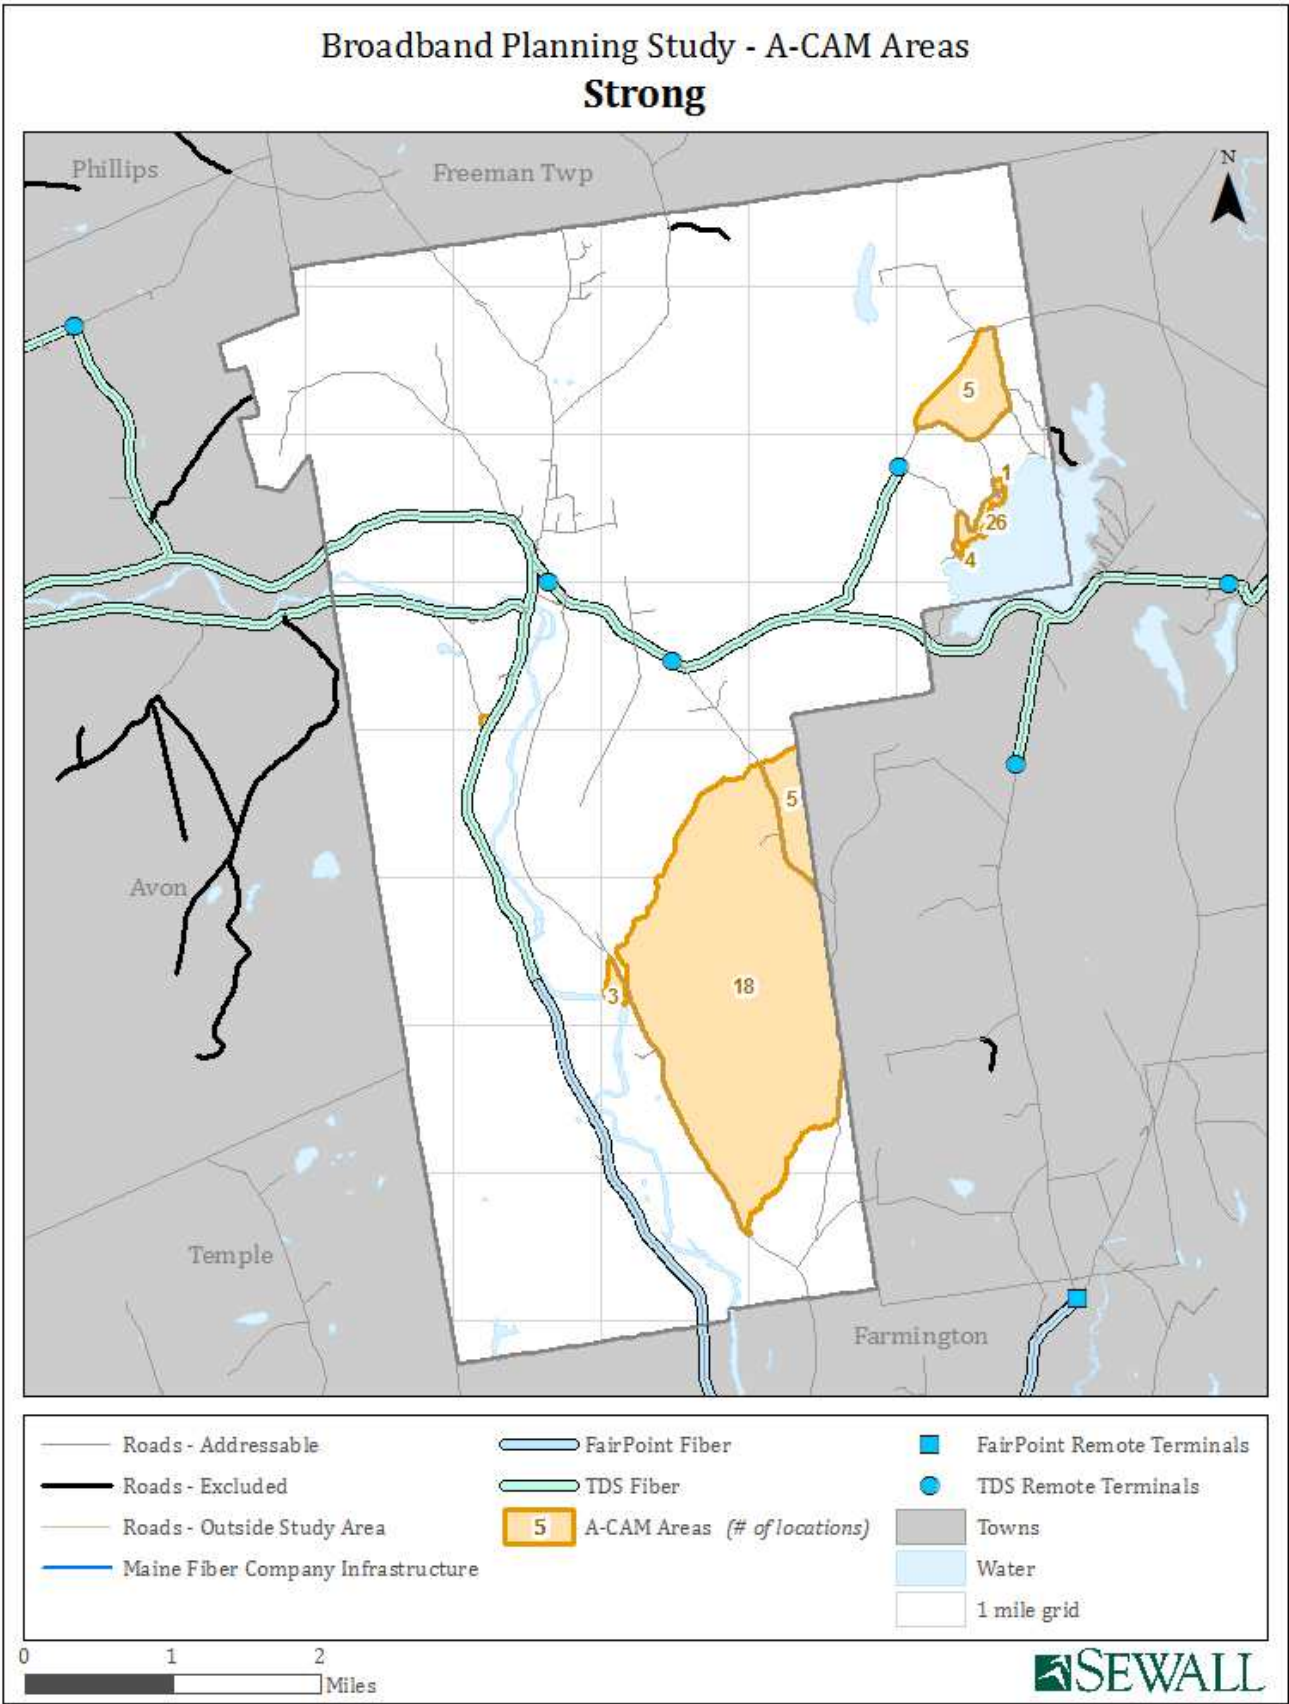 Broadband Planning Study - A-CAM Areas
Strong
Phillips
Freeman Twp
N
5
1
26
4
5
Avon
18
3
Temple
Farmington
Roads - Addressable
Roads - Excluded
Roads - Outside Study Area
Maine Fiber Company Infrastructure
FairPoint Fiber
TDS Fiber
5 A-CAM Areas (# of locations)
FairPoint Remote Terminals
TDS Remote Terminals
Towns
Water
1 mile grid
0 1 2
Miles
SEWALL